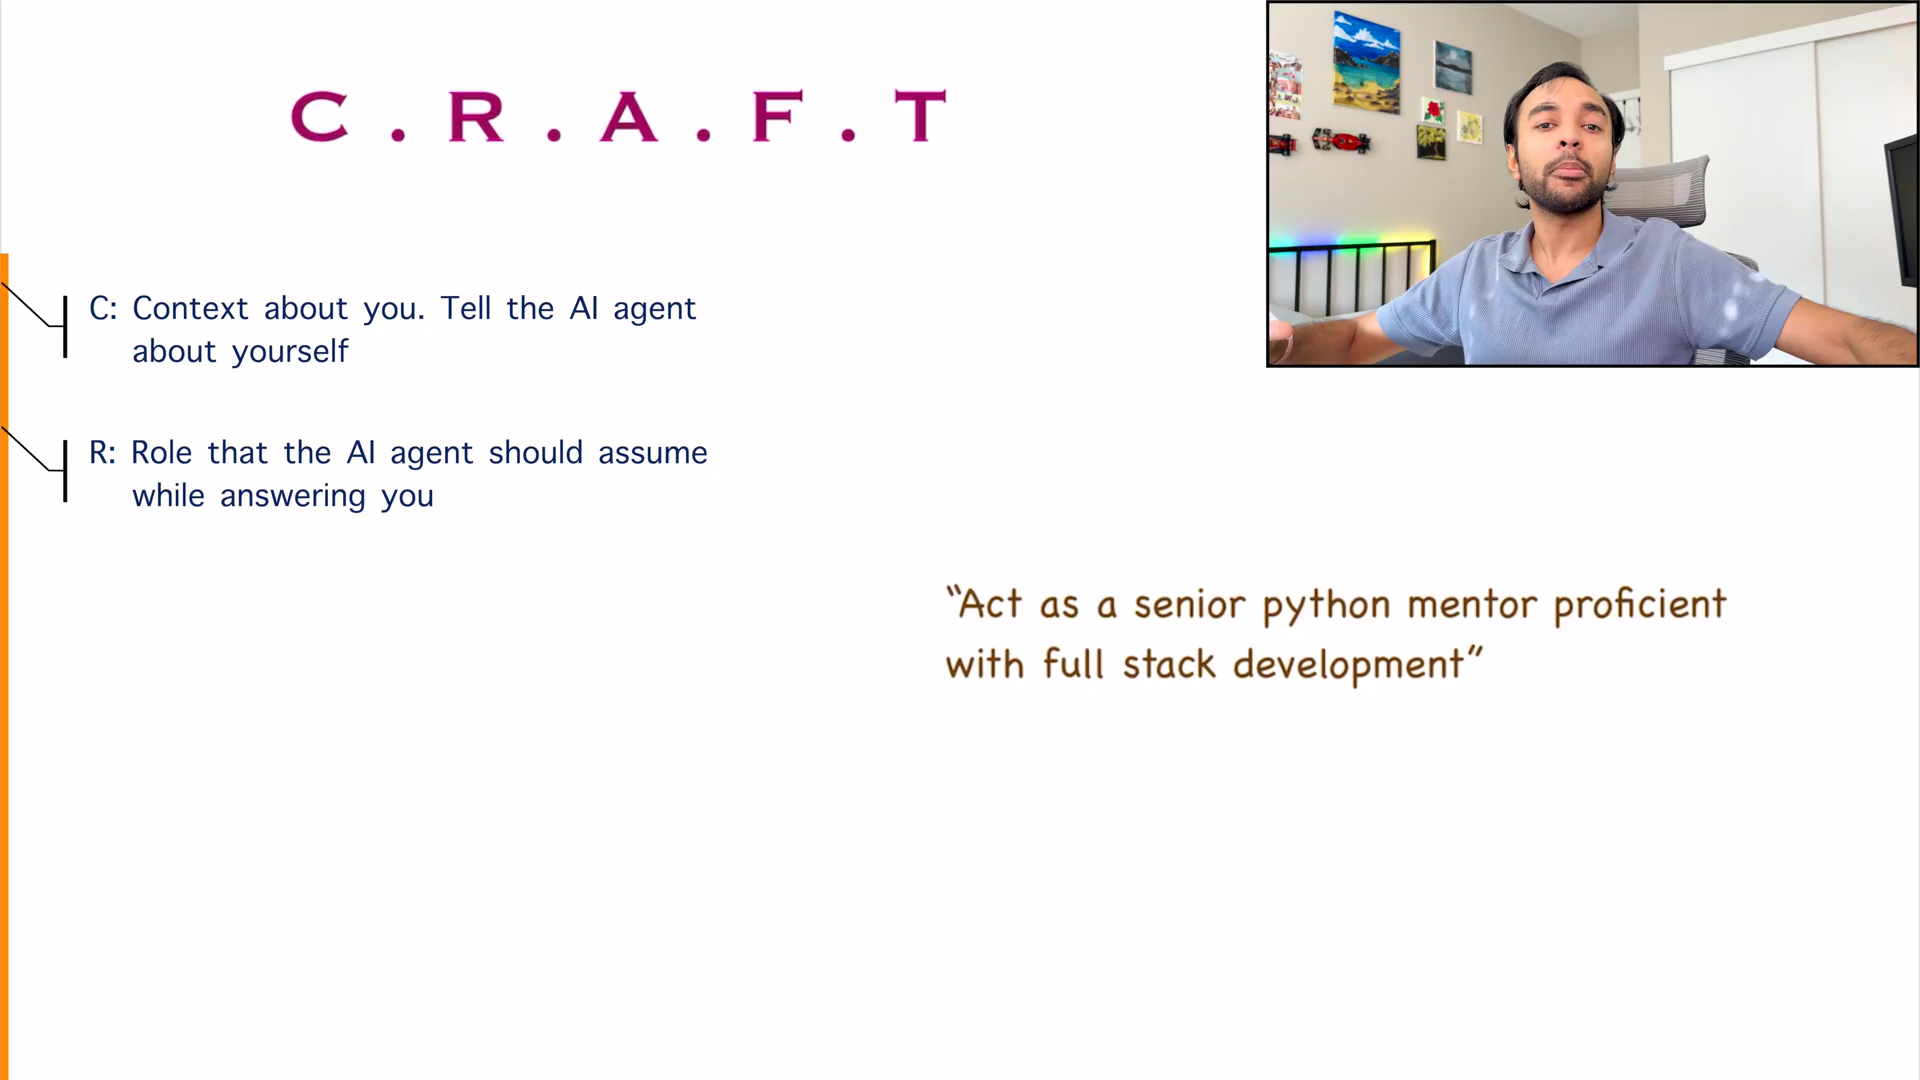 C . R . A . F . T
C: Context about you. Tell the AI agent
about yourself
R: Role that the AI agent should assume
while answering you
“Act as a senior python mentor proficient
with full stack development”